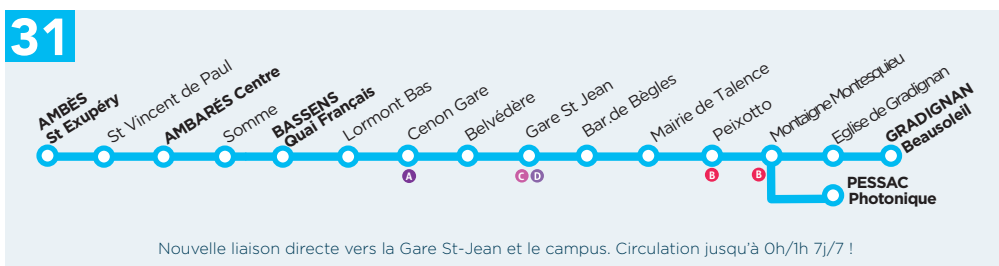 31
AMBÈS
St Exupéry
St Vincent de Paul
AMBARÉS Centre
Somme
BASSENS
Quai Français
Lormont Bas
Cenon Gare
Belvédère
Gare St Jean
Bar.de Bègles
Mairie de Talence
Peixotto
Montaigne Montesquieu
Eglise de Gradignan
GRADIGNAN
Beausoleil
A
C D
B
B
PESSAC
Photonique
Nouvelle liaison directe vers la Gare St-Jean et le campus. Circulation jusqu'à 0h/1h 7j/7 !